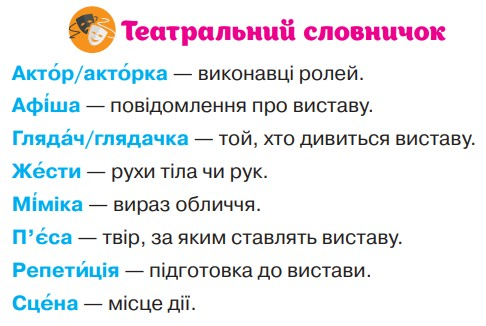 Театральний словничок
Акто́р/акто́рка — виконавці ролей.
Афі́ша — повідомлення про виставу.
Гляда́ч/глядачка — той, хто дивиться виставу.
Же́сти — рухи тіла чи рук.
Мі́міка — вираз обличчя.
П’є́са — твір, за яким ставлять виставу.
Репети́ція — підготовка до вистави.
Сце́на — місце дії.